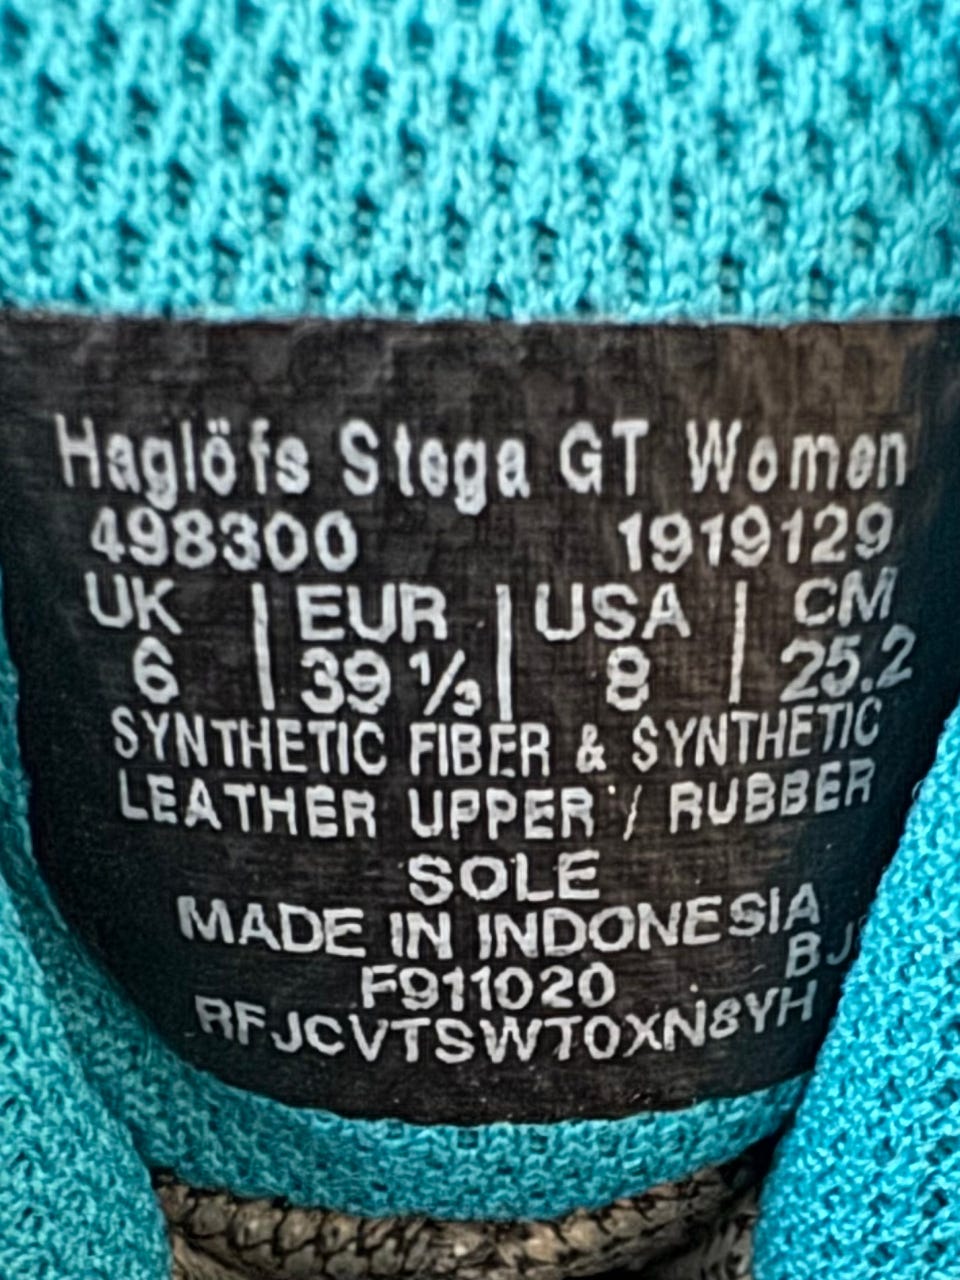 Haglöfs Stega GT Women
498300 1919129
UK | EUR | USA | CM
6 | 39 1/3 | 8 | 25.2
SYNTHETIC FIBER & SYNTHETIC
LEATHER UPPER / RUBBER
SOLE
MADE IN INDONESIA
BJ
F911020
RFJCVTSWT0XN8YH